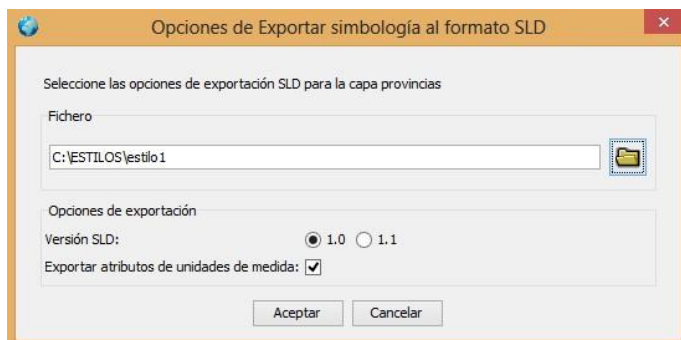 Opciones de Exportar simbología al formato SLD
Seleccione las opciones de exportación SLD para la capa provincias
Fichero
C:\ESTILOS\estilo1
Opciones de exportación
Versión SLD: 1.0 1.1
Exportar atributos de unidades de medida:
Aceptar Cancelar